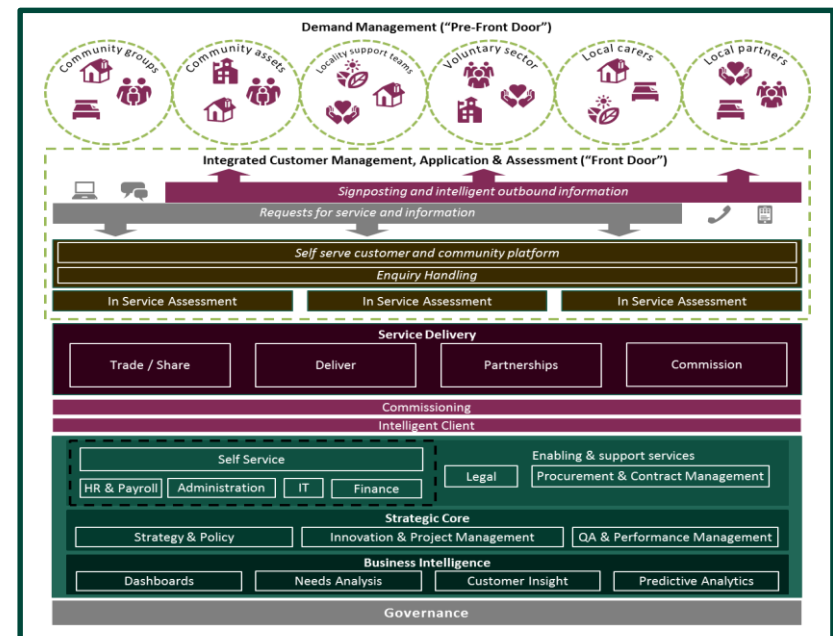 Demand Management (“Pre-Front Door”)
Community groups
Community assets
Locality support teams
Voluntary sector
Local carers
Local partners
Integrated Customer Management, Application & Assessment (“Front Door”)
Signposting and intelligent outbound information
Requests for service and information
Self serve customer and community platform
Enquiry Handling
In Service Assessment
In Service Assessment
In Service Assessment
Service Delivery
Trade / Share
Deliver
Partnerships
Commission
Commissioning
Intelligent Client
Self Service
HR & Payroll
Administration
IT
Finance
Enabling & support services
Legal
Procurement & Contract Management
Strategic Core
Strategy & Policy
Innovation & Project Management
QA & Performance Management
Business Intelligence
Dashboards
Needs Analysis
Customer Insight
Predictive Analytics
Governance